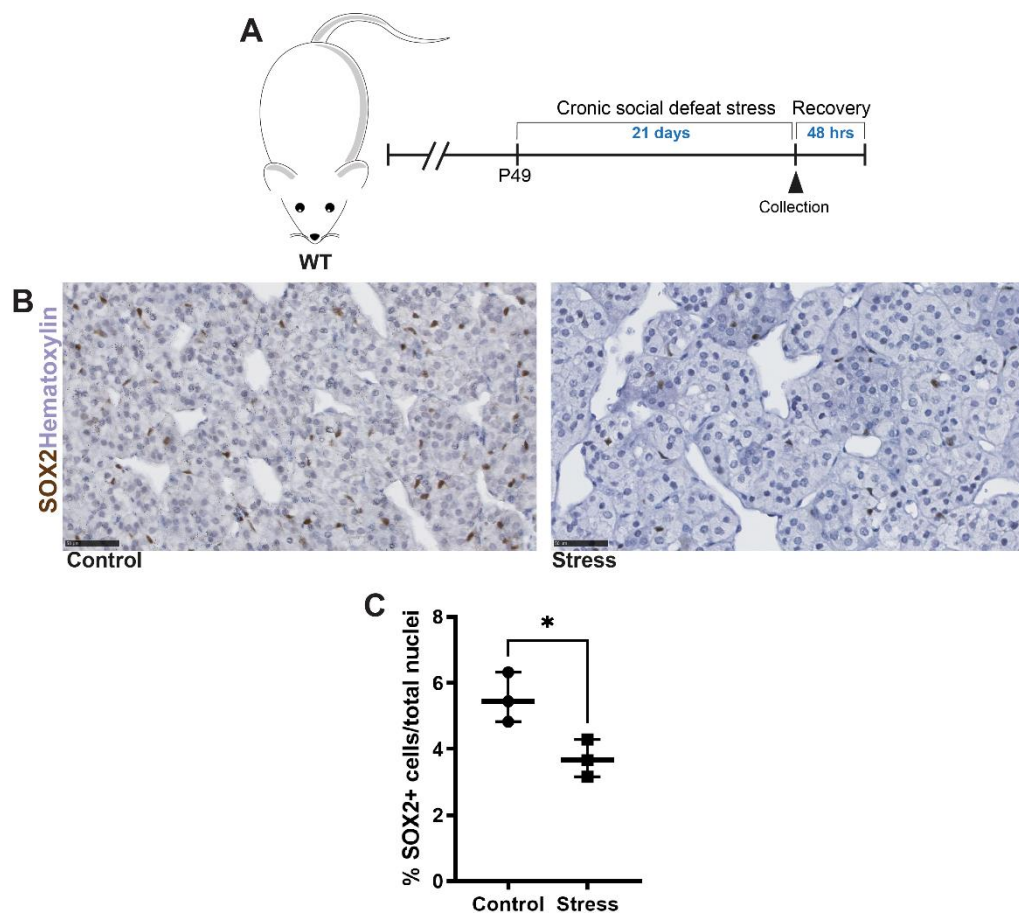 A
Cronic social defeat stress Recovery
21 days 48 hrs
P49
Collection
WT
B
SOX2Hematoxylin
Control
Stress
C
% SOX2+ cells/total nuclei
8
*
6
4
2
0
Control Stress